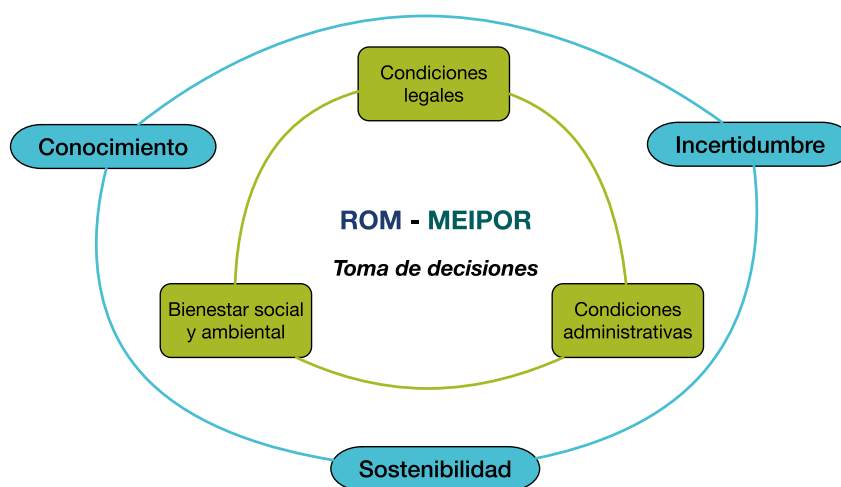 Condiciones
legales
Conocimiento
Incertidumbre
ROM - MEIPOR
Toma de decisiones
Bienestar social
y ambiental
Condiciones
administrativas
Sostenibilidad